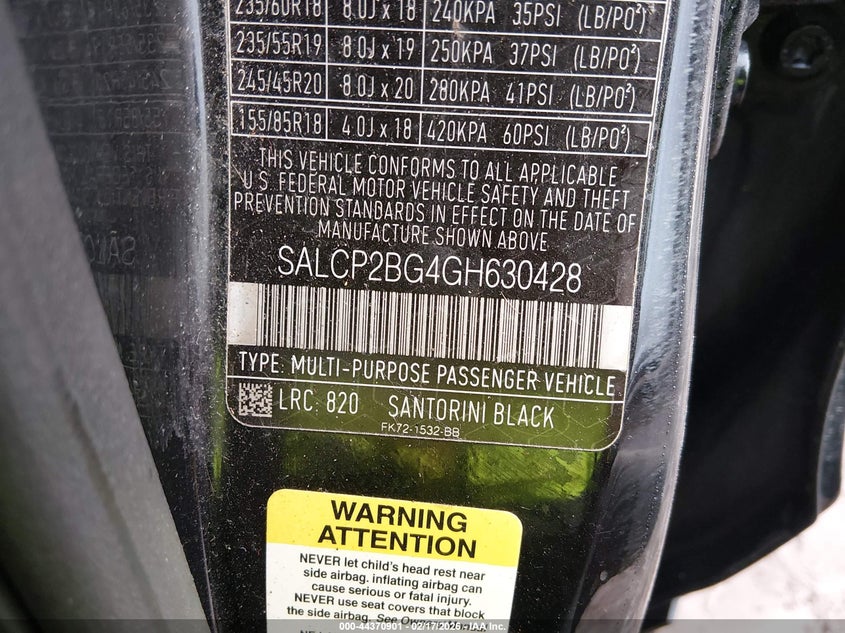 235/60R18 8.0J x 18 240KPA 35PSI (LB/PO²)
235/55R19 8.0J x 19 250KPA 37PSI (LB/PO²)
245/45R20 8.0J x 20 280KPA 41PSI (LB/PO²)
155/85R18 4.0J x 18 420KPA 60PSI (LB/PO²)
THIS VEHICLE CONFORMS TO ALL APPLICABLE
U.S. FEDERAL MOTOR VEHICLE SAFETY AND THEFT
PREVENTION STANDARDS IN EFFECT ON THE DATE OF
MANUFACTURE SHOWN ABOVE
SALCP2BG4GH630428
TYPE: MULTI-PURPOSE PASSENGER VEHICLE
LRC: 820 SANTORINI BLACK
FK72-1532-BB
WARNING
ATTENTION
NEVER let child's head rest near
side airbag. inflating airbag can
cause serious or fatal injury.
NEVER use seat covers that block
the side airbag. See
000-44370901 - 02/17/2026 - IAA Inc.